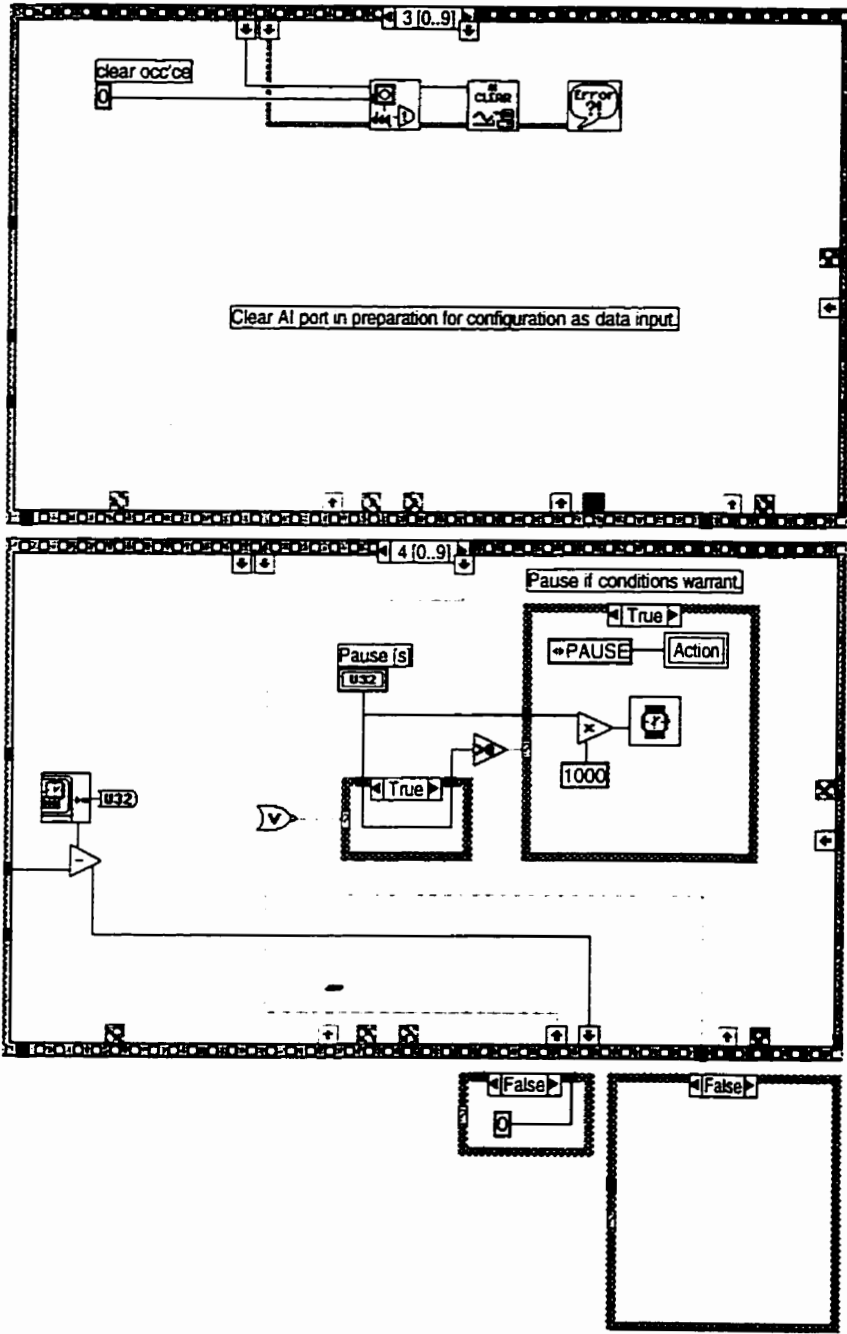 3 [0..9]
clear occ'ce
0
CLEAR
Error
?!
Clear AI port in preparation for configuration as data input.
4 [0..9]
Pause if conditions warrant.
True
PAUSE
Action
Pause (s)
U32
x
1000
True
U32
V
-
False
0
False